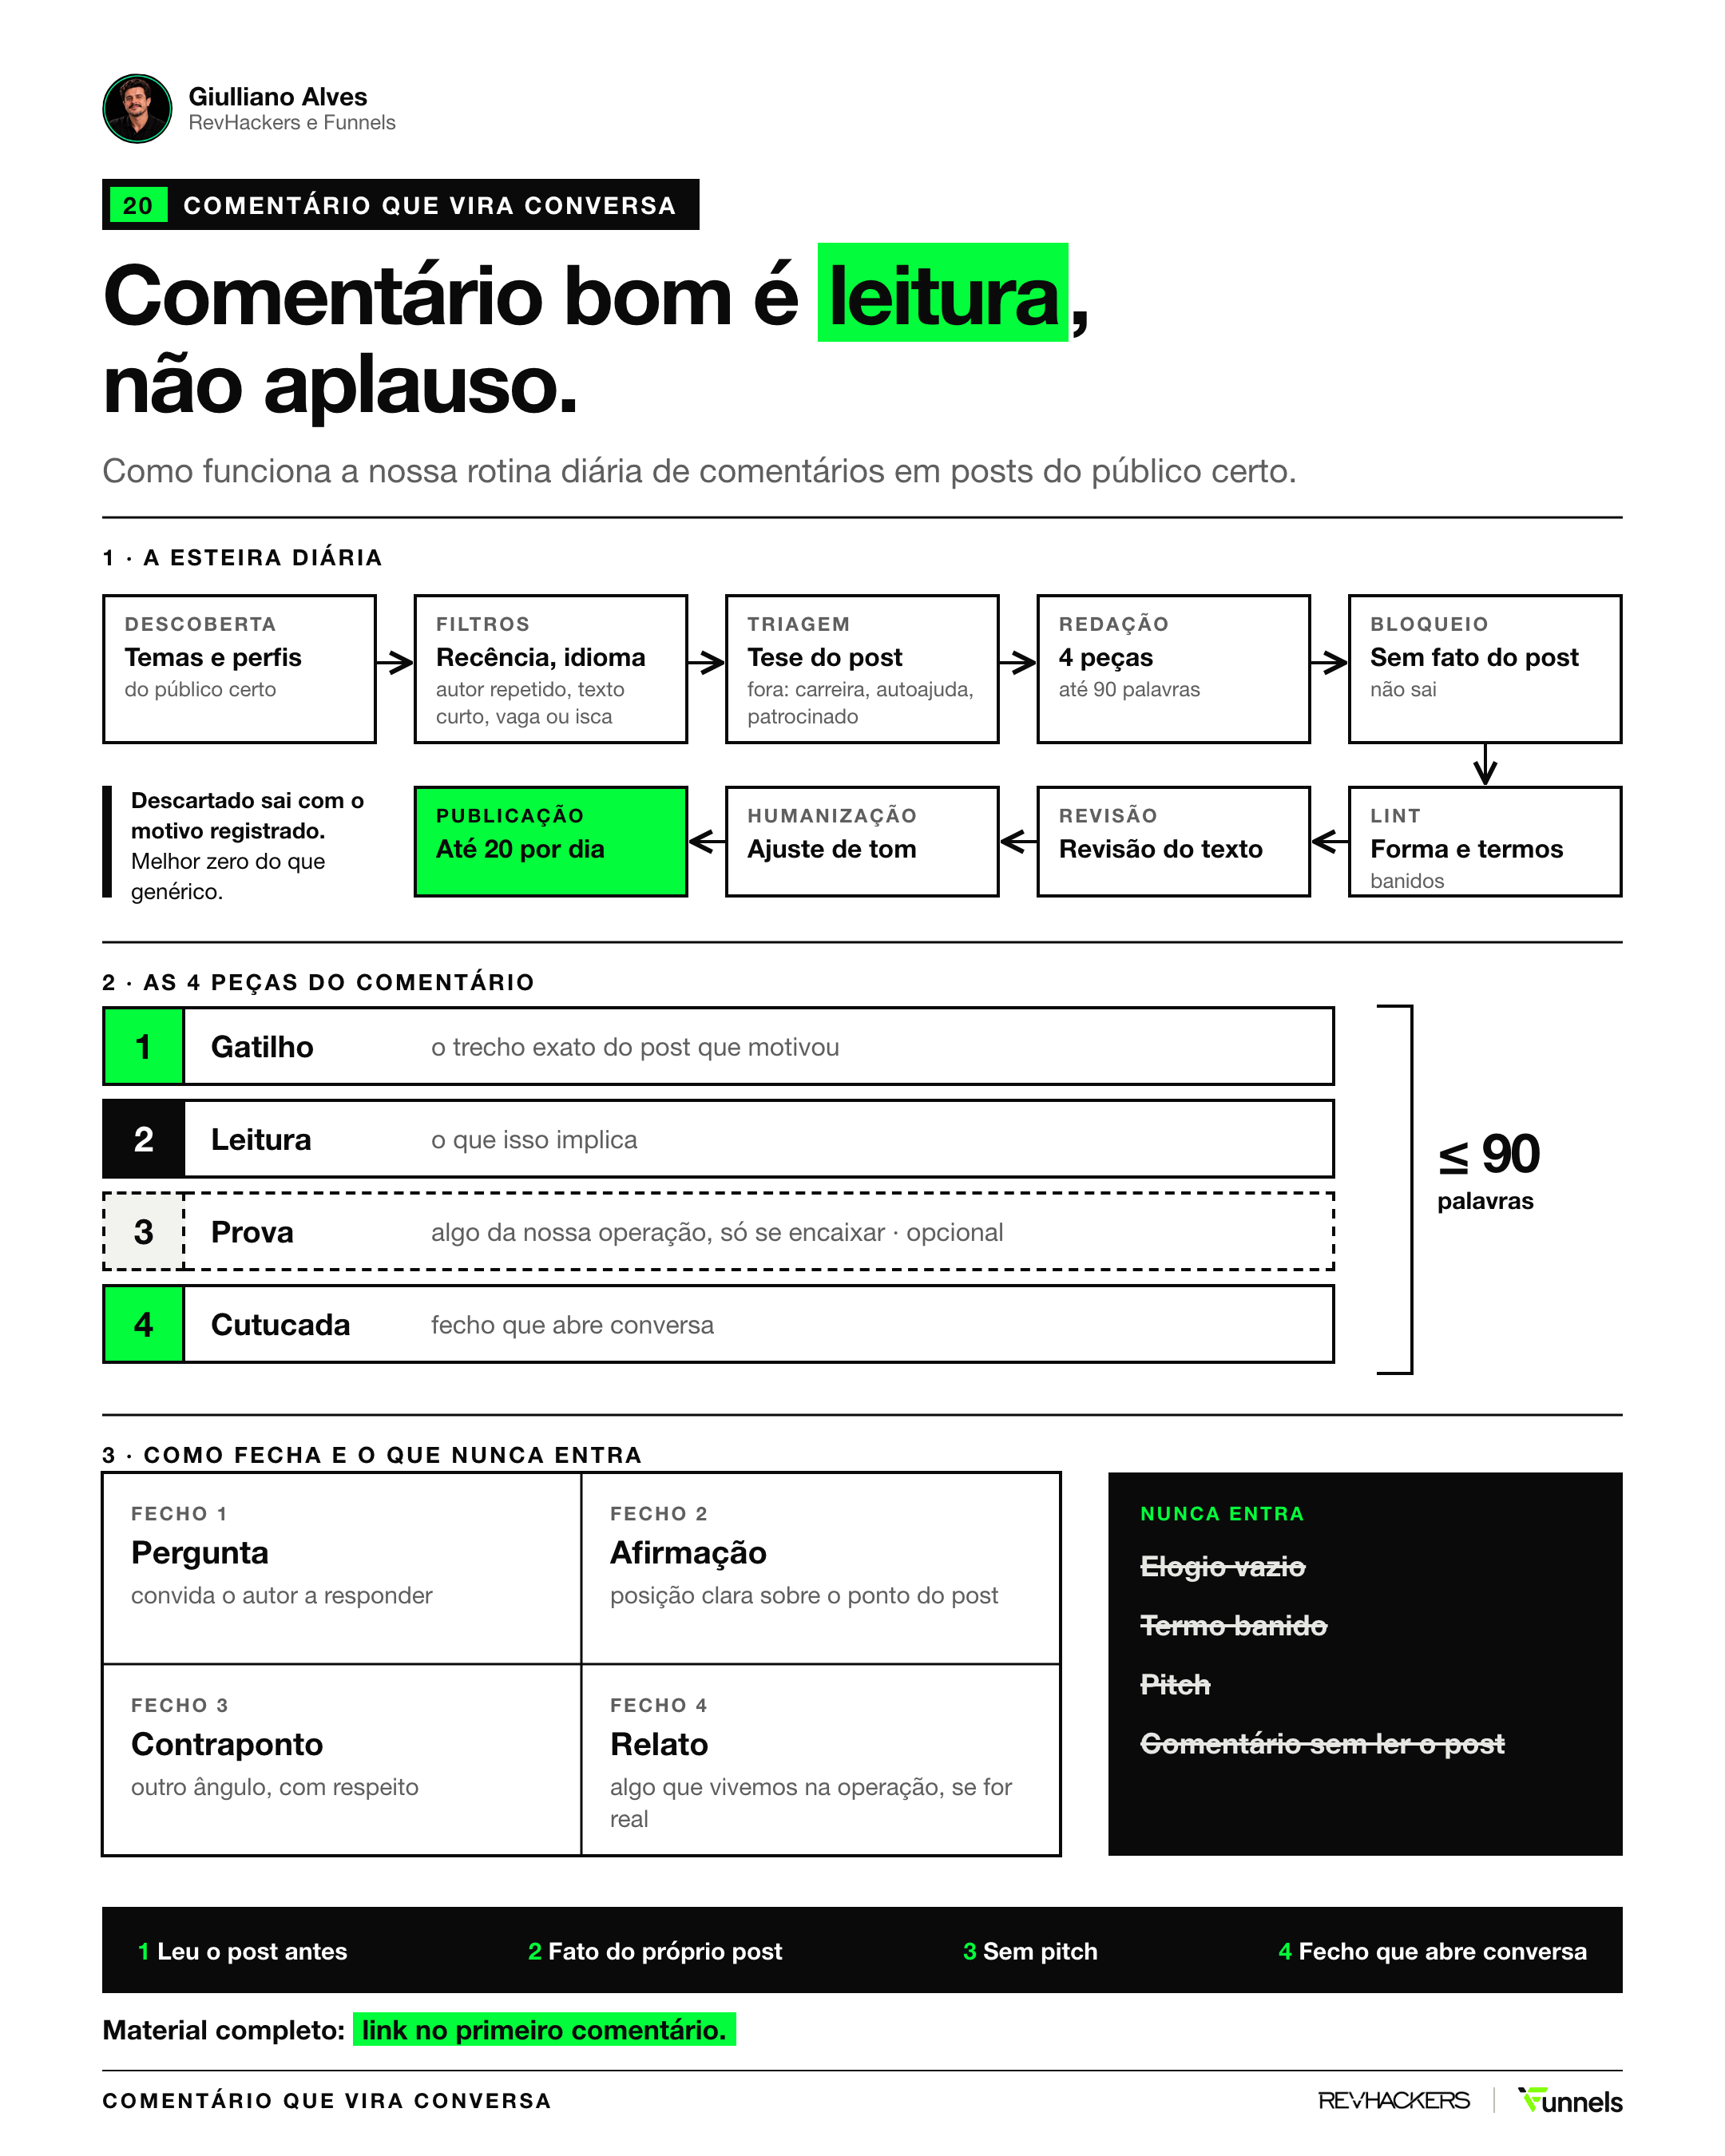 Giulliano Alves
RevHackers e Funnels
20 COMENTÁRIO QUE VIRA CONVERSA
Comentário bom é leitura,
não aplauso.
Como funciona a nossa rotina diária de comentários em posts do público certo.
1 · A ESTEIRA DIÁRIA
DESCOBERTA
Temas e perfis
do público certo
FILTROS
Recência, idioma
autor repetido, texto
curto, vaga ou isca
TRIAGEM
Tese do post
fora: carreira, autoajuda,
patrocinado
REDAÇÃO
4 peças
até 90 palavras
BLOQUEIO
Sem fato do post
não sai
LINT
Forma e termos
banidos
REVISÃO
Revisão do texto
HUMANIZAÇÃO
Ajuste de tom
PUBLICAÇÃO
Até 20 por dia
Descartado sai com o
motivo registrado.
Melhor zero do que
genérico.
2 · AS 4 PEÇAS DO COMENTÁRIO
1 Gatilho o trecho exato do post que motivou
2 Leitura o que isso implica
3 Prova algo da nossa operação, só se encaixar · opcional
4 Cutucada fecho que abre conversa
≤ 90
palavras
3 · COMO FECHA E O QUE NUNCA ENTRA
FECHO 1
Pergunta
convida o autor a responder
FECHO 2
Afirmação
posição clara sobre o ponto do post
FECHO 3
Contraponto
outro ângulo, com respeito
FECHO 4
Relato
algo que vivemos na operação, se for
real
NUNCA ENTRA
Elogio vazio
Termo banido
Pitch
Comentário sem ler o post
1 Leu o post antes
2 Fato do próprio post
3 Sem pitch
4 Fecho que abre conversa
Material completo: link no primeiro comentário.
COMENTÁRIO QUE VIRA CONVERSA
REVHACKERS
Funnels